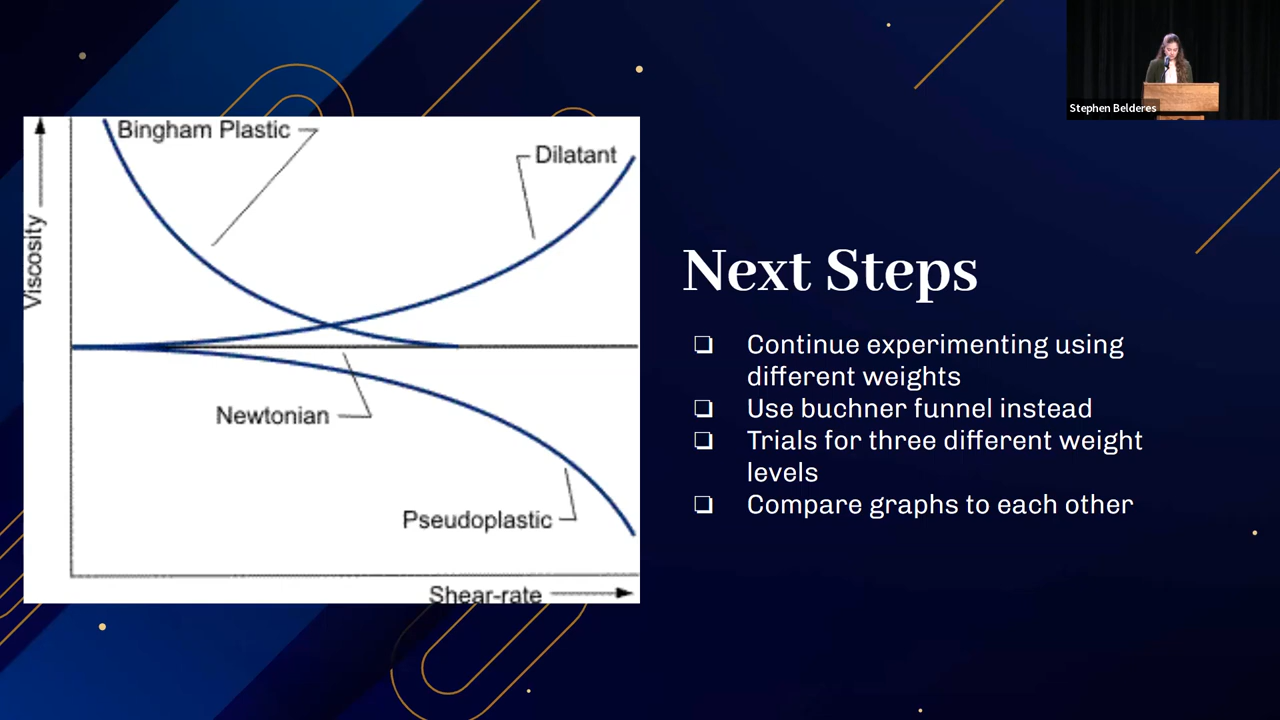 Stephen Belderes
Bingham Plastic
Dilatant
Viscosity
Newtonian
Pseudoplastic
Shear-rate
Next Steps
❏ Continue experimenting using
different weights
❏ Use buchner funnel instead
❏ Trials for three different weight
levels
❏ Compare graphs to each other